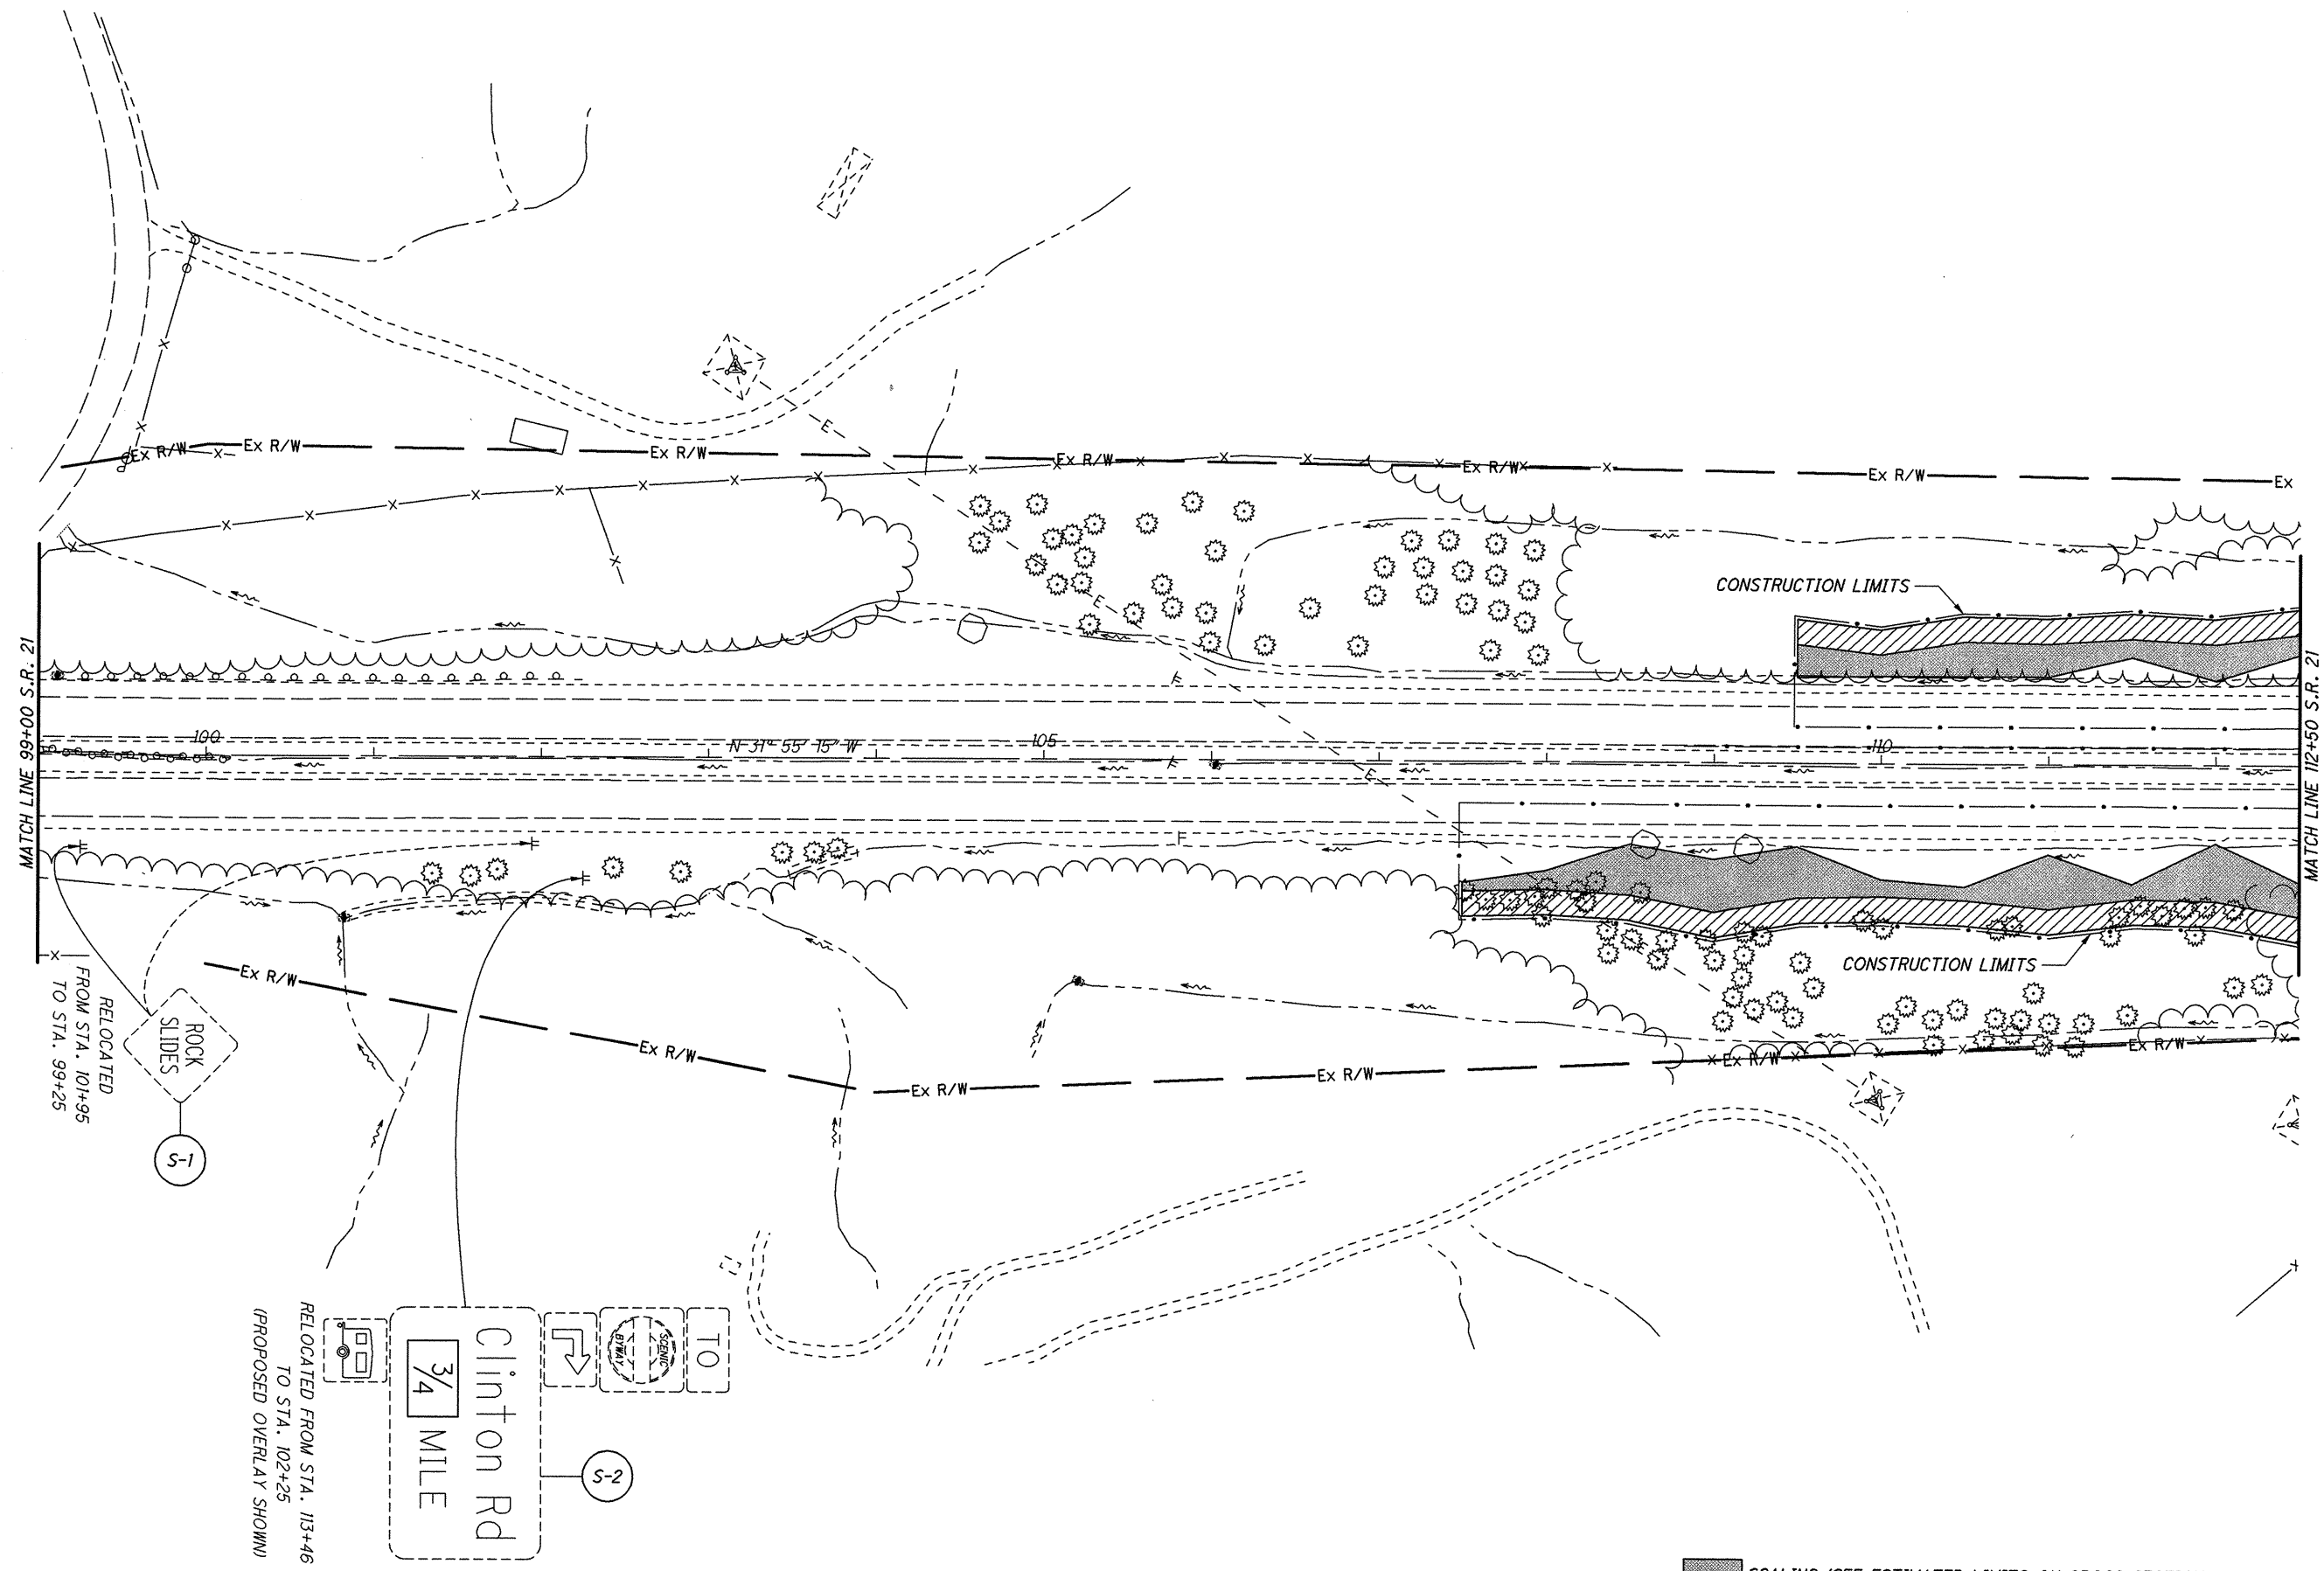 Ex R/W
Ex R/W
Ex R/W
Ex R/W
Ex R/W
Ex R/W
Ex
E
E
E
CONSTRUCTION LIMITS
MATCH LINE 99+00 S.R. 21
MATCH LINE 112+50 S.R. 21
100
N 31° 55' 15" W
105
110
CONSTRUCTION LIMITS
Ex R/W
Ex R/W
Ex R/W
Ex R/W
Ex R/W
Ex R/W
ROCK
SLIDES
RELOCATED
FROM STA. 101+95
TO STA. 99+25
S-1
TO
SCENIC
BYWAY
Clinton Rd
3/4 MILE
S-2
RELOCATED FROM STA. 113+46
TO STA. 102+25
(PROPOSED OVERLAY SHOWN)